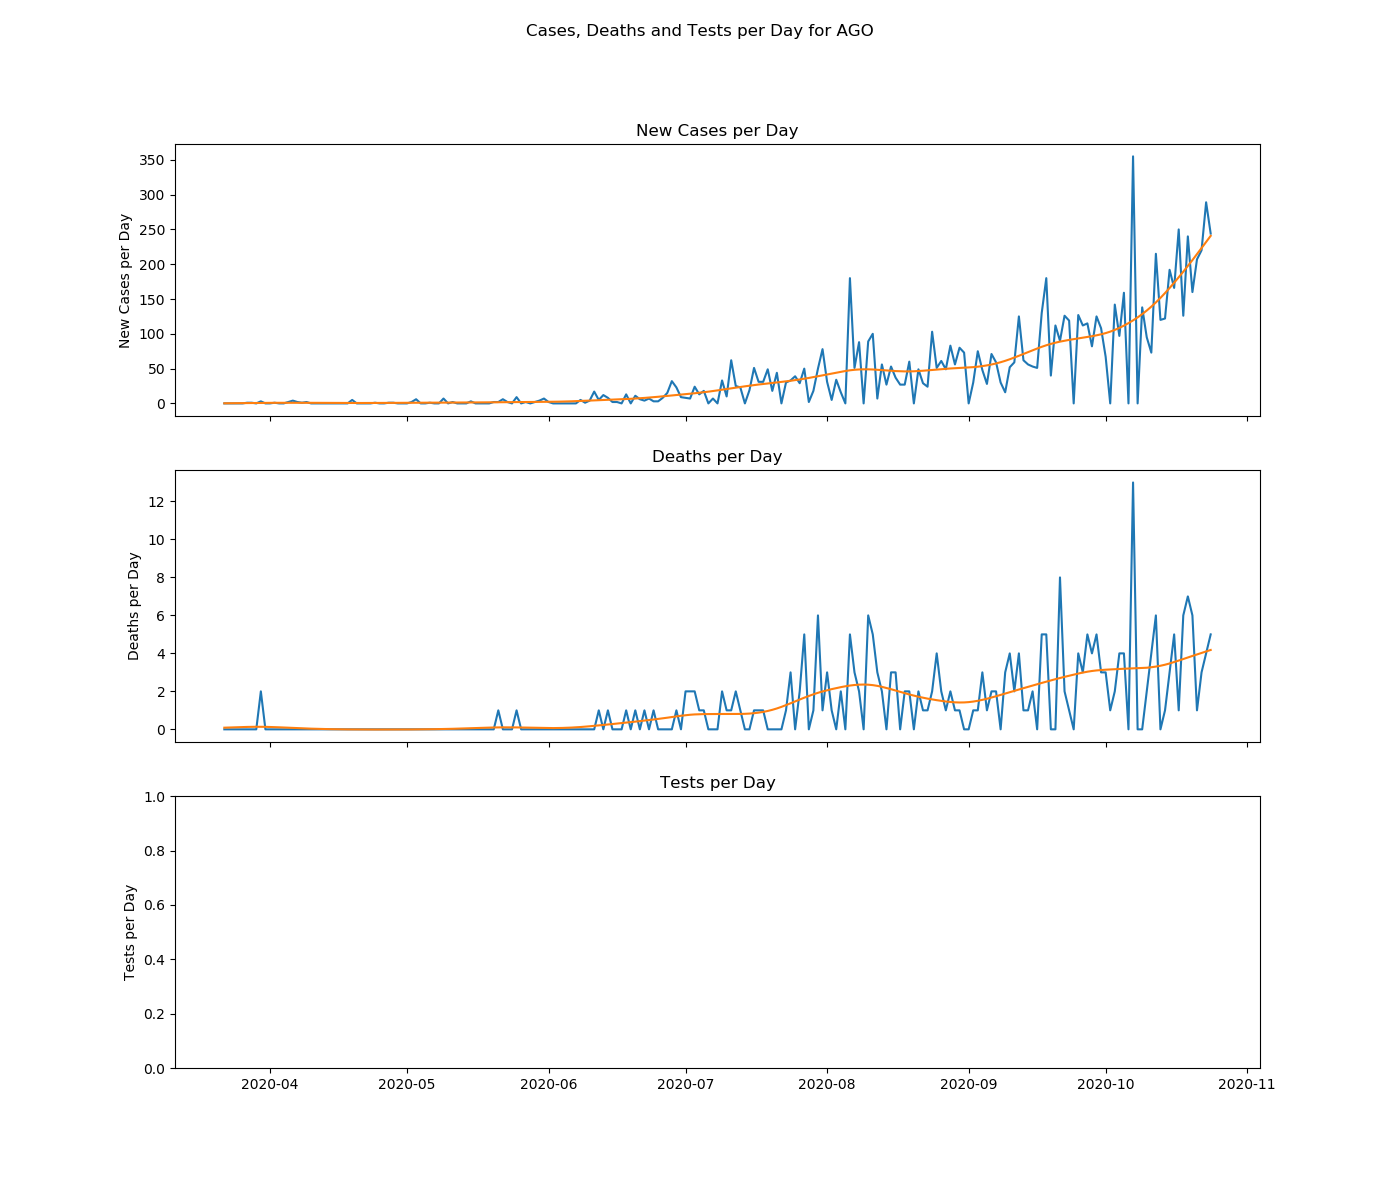 Cases, Deaths and Tests per Day for AGO
New Cases per Day
New Cases per Day
350
300
250
200
150
100
50
0
Deaths per Day
Deaths per Day
12
10
8
6
4
2
0
Tests per Day
Tests per Day
1.0
0.8
0.6
0.4
0.2
0.0
2020-04 2020-05 2020-06 2020-07 2020-08 2020-09 2020-10 2020-11